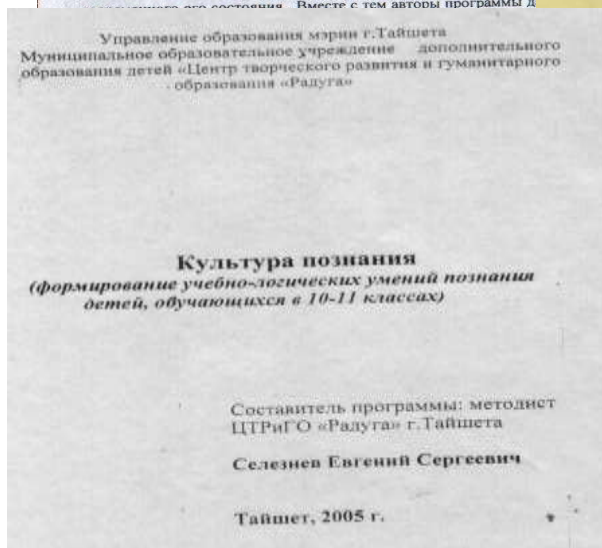 его состояния. Вместе с тем авторы программы д
Управление образования мэрии г.Тайшета
Муниципальное образовательное учреждение дополнительного
образования детей «Центр творческого развития и гуманитарного
образования «Радуга»
Культура познания
(формирование учебно-логических умений познания
детей, обучающихся в 10-11 классах)
Составитель программы: методист
ЦТРиГО «Радуга» г.Тайшета
Селезнев Евгений Сергеевич
Тайшет, 2005 г.